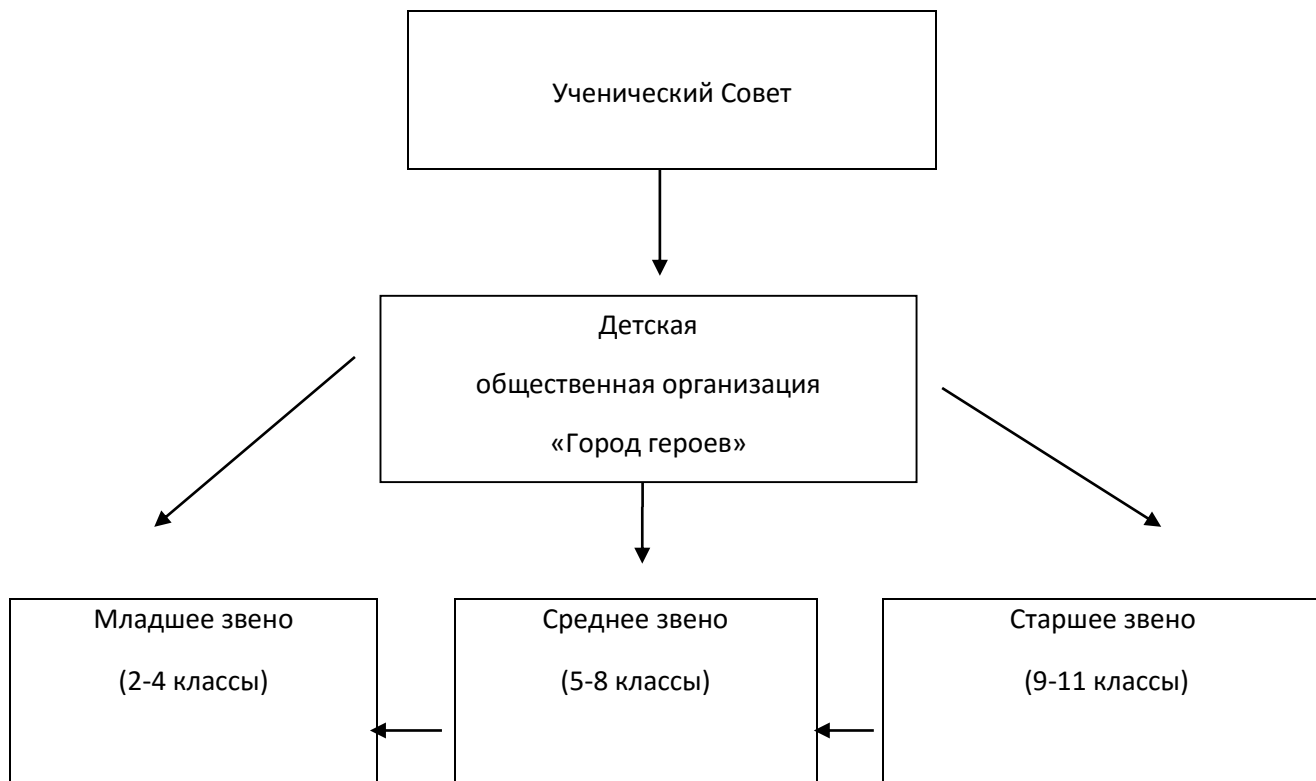 Ученический Совет
Детская
общественная организация
«Город героев»
Младшее звено
(2-4 классы)
Среднее звено
(5-8 классы)
Старшее звено
(9-11 классы)